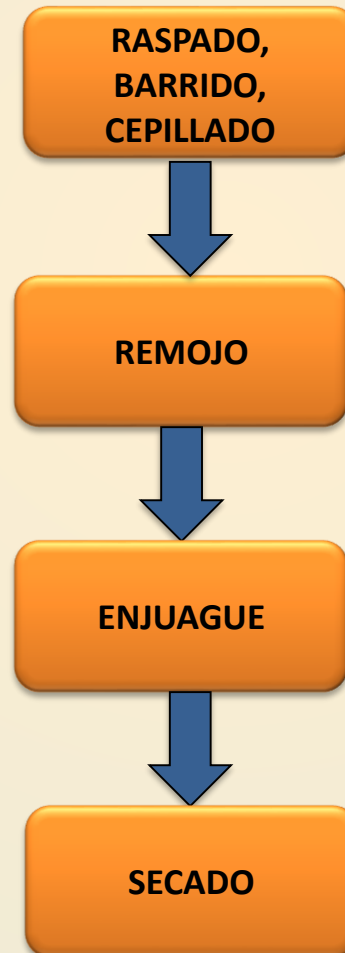 RASPADO,
BARRIDO,
CEPILLADO
REMOJO
ENJUAGUE
SECADO